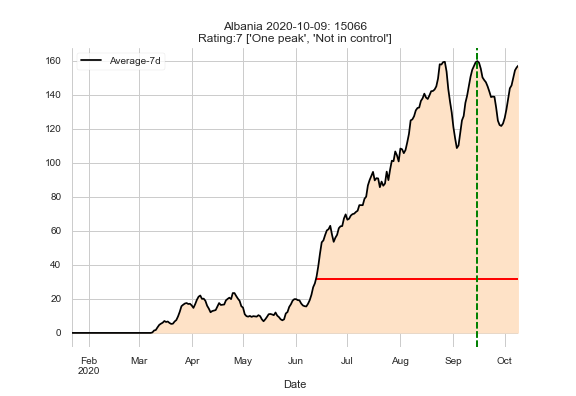 Albania 2020-10-09: 15066
Rating:7 ['One peak', 'Not in control']
Average-7d
160
140
120
100
80
60
40
20
0
Feb Mar Apr May Jun Jul Aug Sep Oct
2020
Date